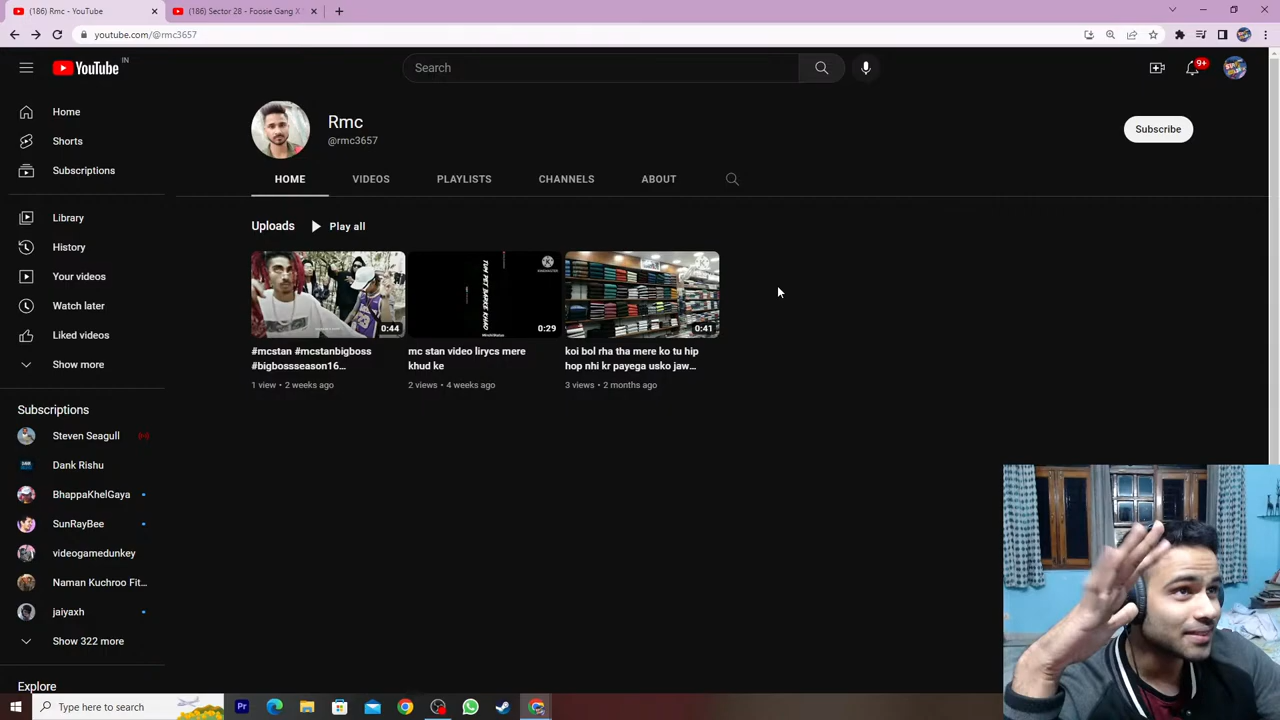 (186) Rmc - YouTube
(186) Sector 28 - Foosie Gang X
youtube.com/@rmc3657
YouTube IN
Search
9+
Rmc
@rmc3657
Subscribe
HOME VIDEOS PLAYLISTS CHANNELS ABOUT
Home
Shorts
Subscriptions
Library
History
Your videos
Watch later
Liked videos
Show more
Subscriptions
Steven Seagull
Dank Rishu
BhappaKhelGaya
SunRayBee
videogamedunkey
Naman Kuchroo Fit...
jaiyaxh
Show 322 more
Explore
Uploads Play all
0:44
#mcstan #mcstanbigboss
#bigbossseason16...
1 view • 2 weeks ago
0:29
mc stan video lirycs mere
khud ke
2 views • 4 weeks ago
0:41
koi bol rha tha mere ko tu hip
hop nhi kr payega usko jaw...
3 views • 2 months ago
Type here to search
Pr